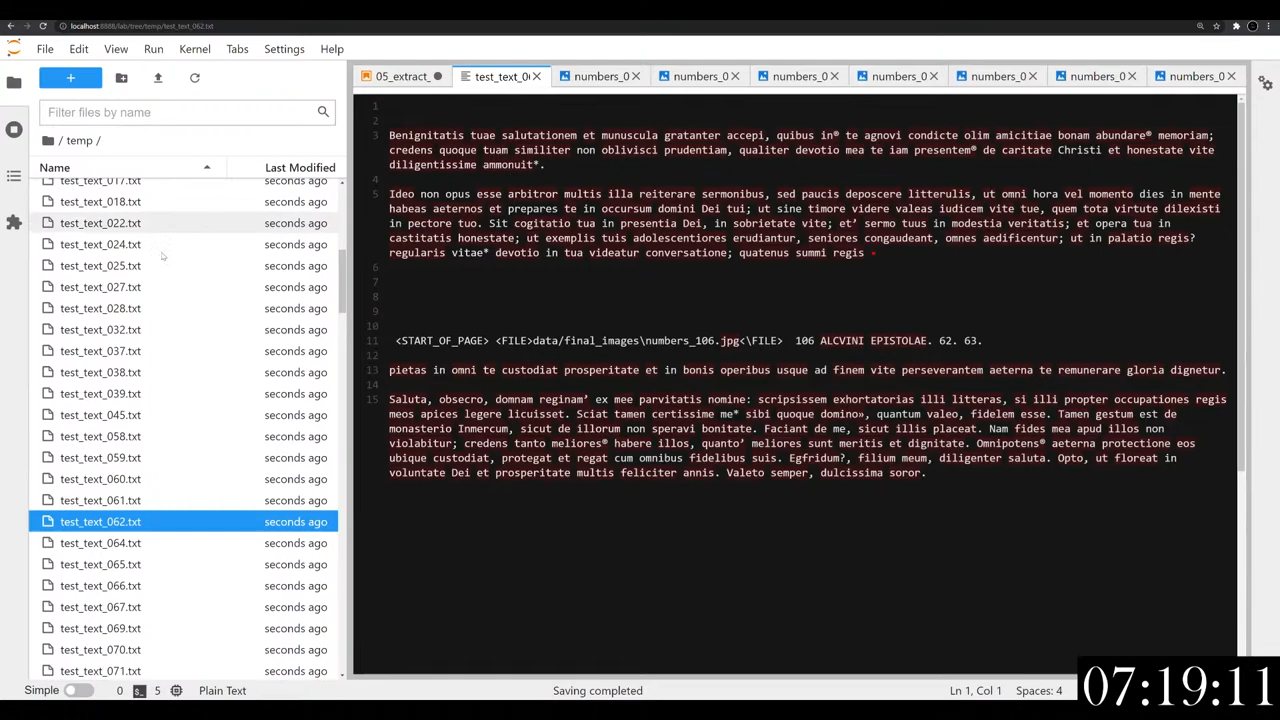 localhost:8888/lab/tree/temp/test_text_062.txt
File Edit View Run Kernel Tabs Settings Help
05_extract_ test_text_0 numbers_0 numbers_0 numbers_0 numbers_0 numbers_0 numbers_0 numbers_0
Filter files by name
/ temp /
Name Last Modified
test_text_017.txt seconds ago
test_text_018.txt seconds ago
test_text_022.txt seconds ago
test_text_024.txt seconds ago
test_text_025.txt seconds ago
test_text_027.txt seconds ago
test_text_028.txt seconds ago
test_text_032.txt seconds ago
test_text_037.txt seconds ago
test_text_038.txt seconds ago
test_text_039.txt seconds ago
test_text_045.txt seconds ago
test_text_058.txt seconds ago
test_text_059.txt seconds ago
test_text_060.txt seconds ago
test_text_061.txt seconds ago
test_text_062.txt seconds ago
test_text_064.txt seconds ago
test_text_065.txt seconds ago
test_text_066.txt seconds ago
test_text_067.txt seconds ago
test_text_069.txt seconds ago
test_text_070.txt seconds ago
test_text_071.txt seconds ago
1
2
3 Benignitatis tuae salutationem et munuscula gratanter accepi, quibus in® te agnovi condicte olim amicitiae bonam abundare® memoriam;
credens quoque tuam similiter non oblivisci prudentiam, qualiter devotio mea te iam presentem® de caritate Christi et honestate vite
diligentissime ammonuit*.
4
5 Ideo non opus esse arbitror multis illa reiterare sermonibus, sed paucis deposcere litterulis, ut omni hora vel momento dies in mente
habeas aeternos et prepares te in occursum domini Dei tui; ut sine timore videre valeas iudicem vite tue, quem tota virtute dilexisti
in pectore tuo. Sit cogitatio tua in presentia Dei, in sobrietate vite; et’ sermo tuus in modestia veritatis; et opera tua in
castitatis honestate; ut exemplis tuis adolescentiores erudiantur, seniores congaudeant, omnes aedificentur; ut in palatio regis?
regularis vitae* devotio in tua videatur conversatione; quatenus summi regis •
6
7
8
9
10
11 <START_OF_PAGE> <FILE>data/final_images\numbers_106.jpg<\FILE> 106 ALCVINI EPISTOLAE. 62. 63.
12
13 pietas in omni te custodiat prosperitate et in bonis operibus usque ad finem vite perseverantem aeterna te remunerare gloria dignetur.
14
15 Saluta, obsecro, domnam reginam’ ex mee parvitatis nomine: scripsissem exhortatorias illi litteras, si illi propter occupationes regis
meos apices legere licuisset. Sciat tamen certissime me* sibi quoque domino», quantum valeo, fidelem esse. Tamen gestum est de
monasterio Inmercum, sicut de illorum non speravi bonitate. Faciant de me, sicut illis placeat. Nam fides mea apud illos non
violabitur; credens tanto meliores® habere illos, quanto’ meliores sunt meritis et dignitate. Omnipotens® aeterna protectione eos
ubique custodiat, protegat et regat cum omnibus fidelibus suis. Egfridum?, filium meum, diligenter saluta. Opto, ut floreat in
voluntate Dei et prosperitate multis feliciter annis. Valeto semper, dulcissima soror.
Simple 0 5 Plain Text Saving completed Ln 1, Col 1 Spaces: 4
07:19:11